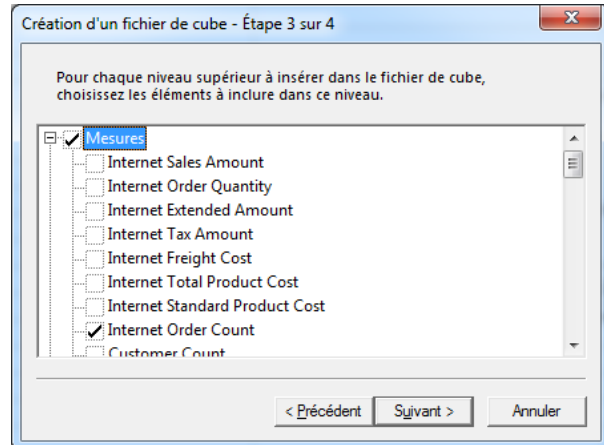 Création d'un fichier de cube - Étape 3 sur 4
Pour chaque niveau supérieur à insérer dans le fichier de cube,
choisissez les éléments à inclure dans ce niveau.
Mesures
Internet Sales Amount
Internet Order Quantity
Internet Extended Amount
Internet Tax Amount
Internet Freight Cost
Internet Total Product Cost
Internet Standard Product Cost
Internet Order Count
Customer Count
< Précédent
Suivant >
Annuler